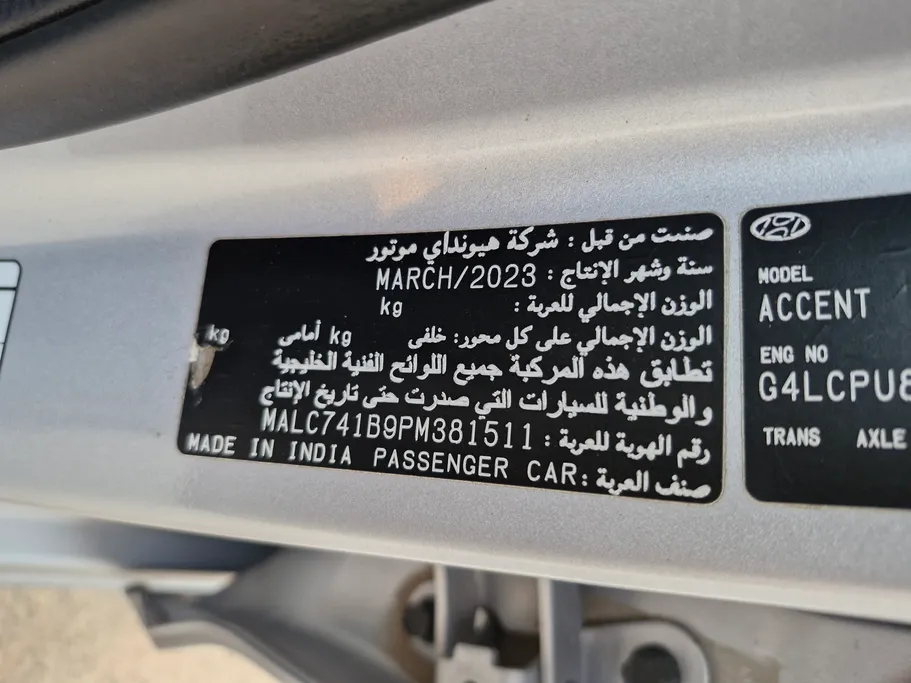 صنعت من قبل : شركة هيونداي موتور
سنة وشهر الإنتاج : MARCH/2023
الوزن الإجمالي للعربة : kg
الوزن الإجمالي على كل محور: خلفى kg أمامى kg
تطابق هذه المركبة جميع اللوائح الفنية الخليجية
والوطنية للسيارات التي صدرت حتى تاريخ الإنتاج
رقم الهوية للعربة : MALC741B9PM381511
صنف العربة : PASSENGER CAR MADE IN INDIA
MODEL
ACCENT
ENG NO
G4LCPU8
TRANS AXLE